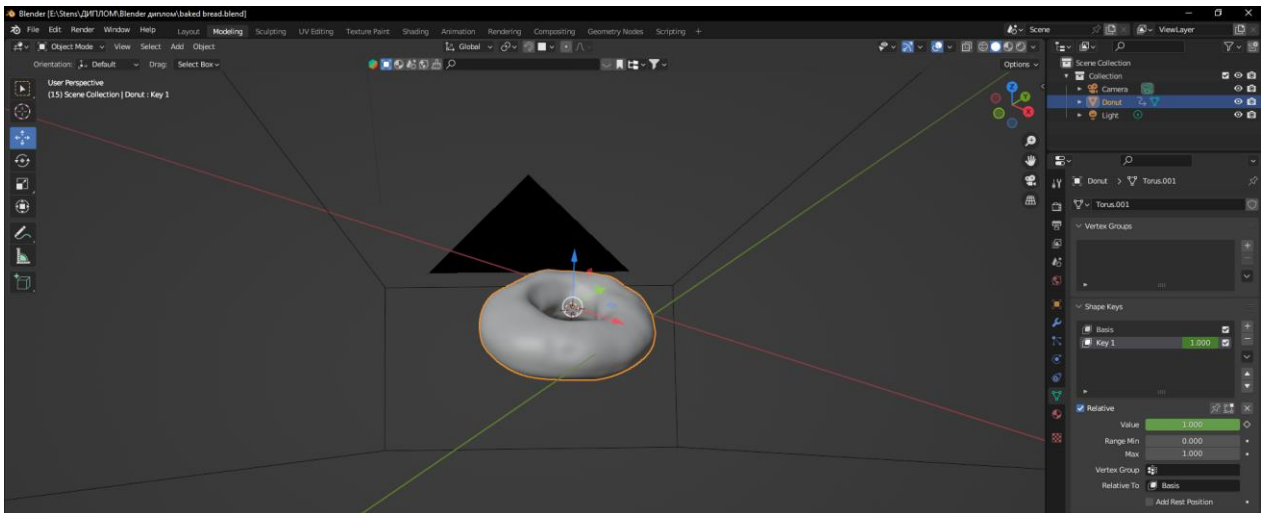 Blender [E:\Stens\ДИПЛОМ\Blender диплом\baked bread.blend]
File Edit Render Window Help Layout Modeling Sculpting UV Editing Texture Paint Shading Animation Rendering Compositing Geometry Nodes Scripting + Scene ViewLayer
Object Mode View Select Add Object Global
Orientation: Default Drag: Select Box Options
User Perspective
(15) Scene Collection | Donut : Key 1
Z
Y
X
Scene Collection
Collection
Camera
Donut
Light
Donut > Torus.001
Torus.001
Vertex Groups
Shape Keys
Basis
Key 1 1.000
Relative
Value 1.000
Range Min 0.000
Max 1.000
Vertex Group
Relative To Basis
Add Rest Position